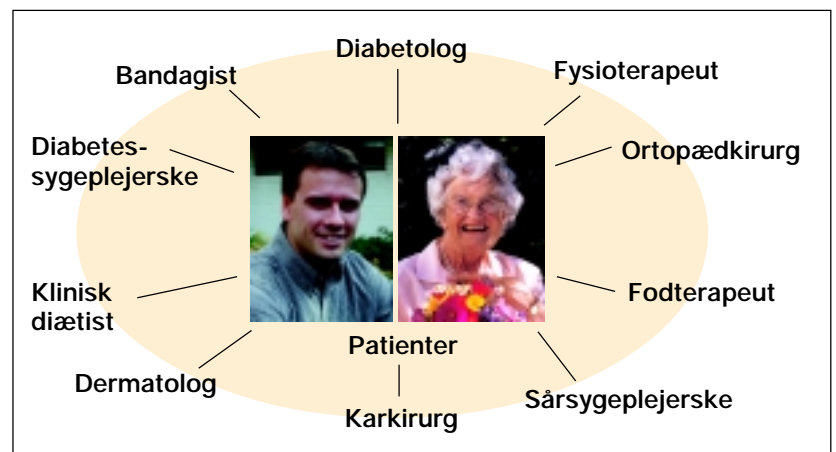 Diabetolog
Bandagist
Fysioterapeut
Diabetes-
sygeplejerske
Ortopædkirurg
Klinisk
diætist
Fodterapeut
Patienter
Dermatolog
Karkirurg
Sårsygeplejerske